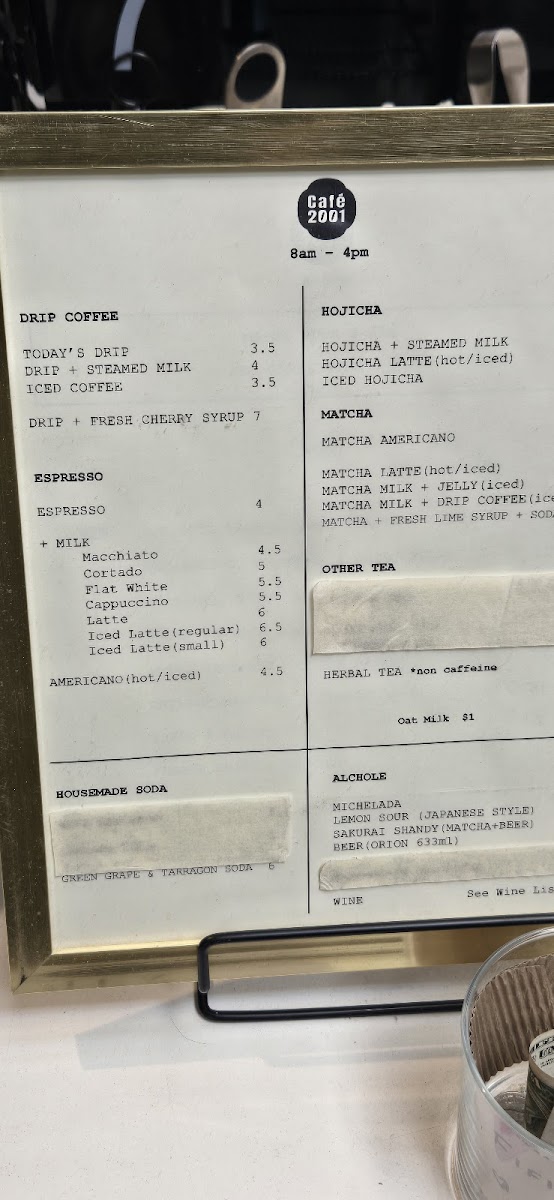 Café
2001
8am - 4pm
DRIP COFFEE
TODAY'S DRIP 3.5
DRIP + STEAMED MILK 4
ICED COFFEE 3.5
DRIP + FRESH CHERRY SYRUP 7
ESPRESSO
ESPRESSO 4
+ MILK
Macchiato 4.5
Cortado 5
Flat White 5.5
Cappuccino 5.5
Latte 6
Iced Latte(regular) 6.5
Iced Latte(small) 6
AMERICANO(hot/iced) 4.5
HOUSEMADE SODA
GREEN GRAPE & TARRAGON SODA 6
HOJICHA
HOJICHA + STEAMED MILK
HOJICHA LATTE(hot/iced)
ICED HOJICHA
MATCHA
MATCHA AMERICANO
MATCHA LATTE(hot/iced)
MATCHA MILK + JELLY(iced)
MATCHA MILK + DRIP COFFEE(ice
MATCHA + FRESH LIME SYRUP + SODA
OTHER TEA
HERBAL TEA *non caffeine
Oat Milk $1
ALCHOLE
MICHELADA
LEMON SOUR (JAPANESE STYLE)
SAKURAI SHANDY(MATCHA+BEER)
BEER(ORION 633ml)
WINE See Wine Lis